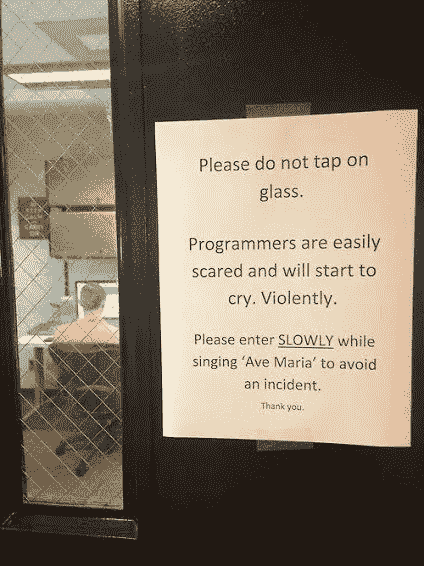 Please do not tap on
glass.
Programmers are easily
scared and will start to
cry. Violently.
Please enter SLOWLY while
singing ‘Ave Maria’ to avoid
an incident.
Thank you.